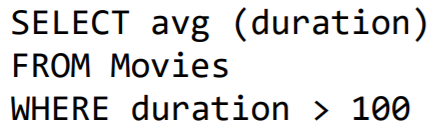 SELECT avg (duration)
FROM Movies
WHERE duration > 100